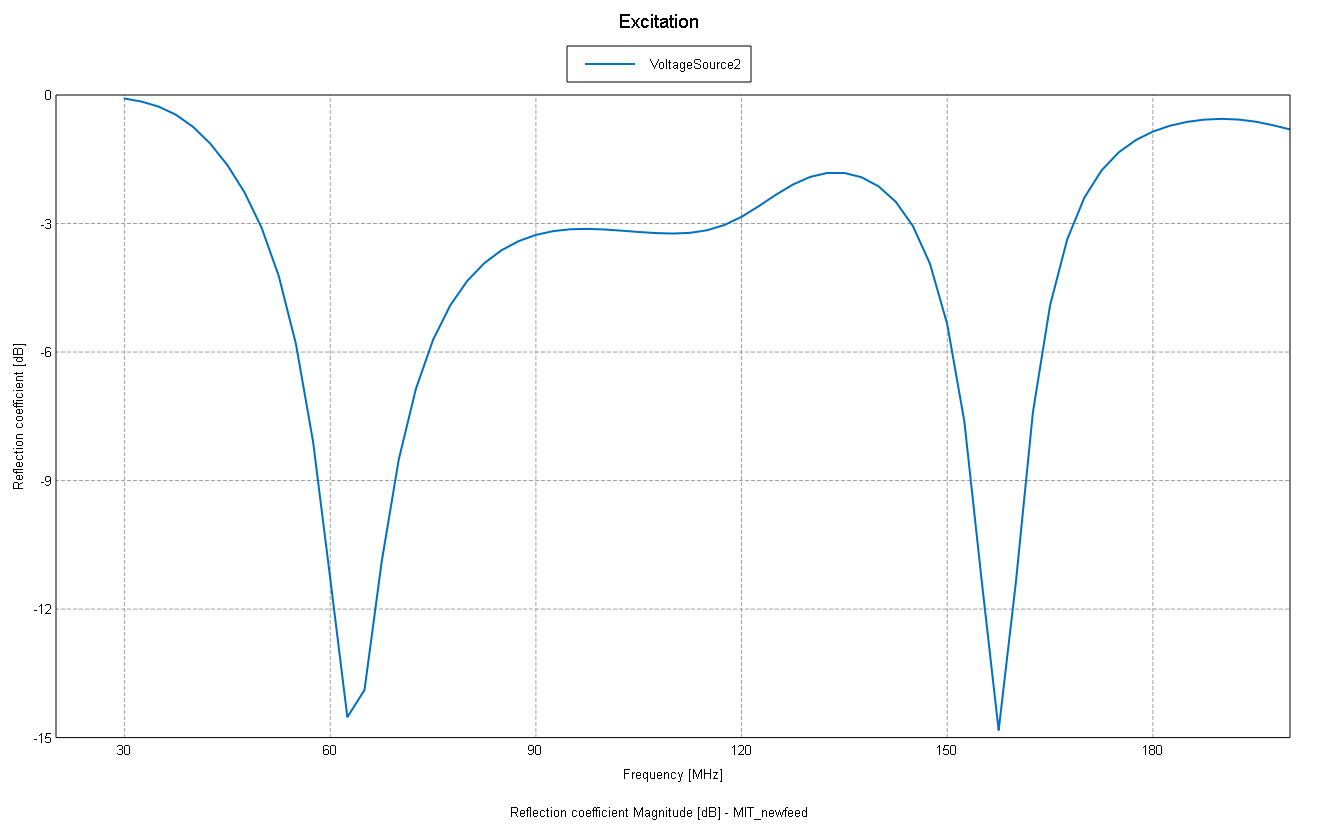 Excitation
VoltageSource2
0
-3
-6
-9
-12
-15
Reflection coefficient [dB]
30 60 90 120 150 180
Frequency [MHz]
Reflection coefficient Magnitude [dB] - MIT_newfeed